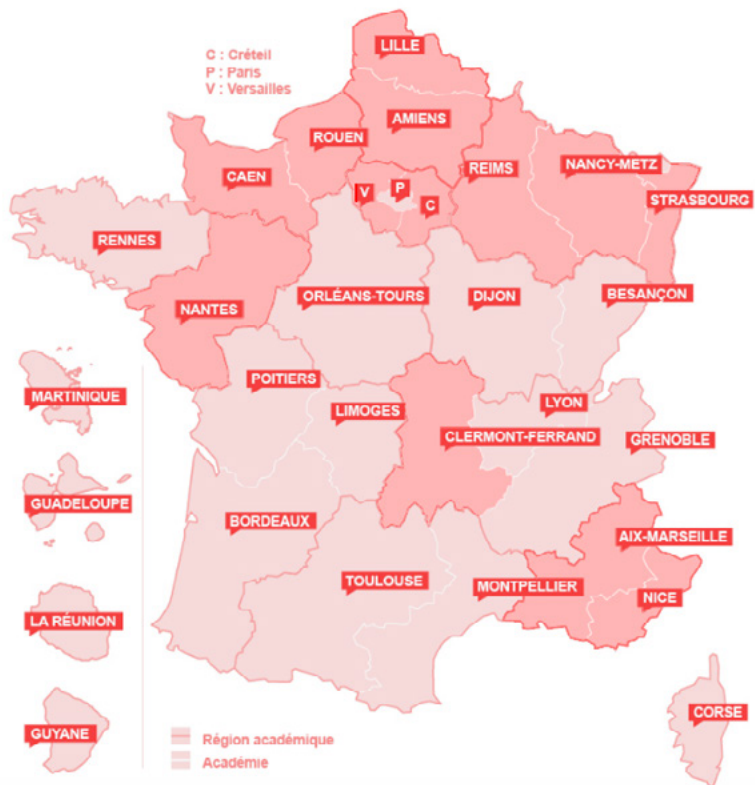 LILLE
C : Créteil
P : Paris
V : Versailles
AMIENS
ROUEN
CAEN
REIMS
NANCY-METZ
V
P
C
STRASBOURG
RENNES
NANTES
ORLÉANS-TOURS
DIJON
BESANÇON
POITIERS
MARTINIQUE
LIMOGES
LYON
CLERMONT-FERRAND
GRENOBLE
GUADELOUPE
BORDEAUX
AIX-MARSEILLE
TOULOUSE
MONTPELLIER
NICE
LA RÉUNION
CORSE
GUYANE
Région académique
Académie